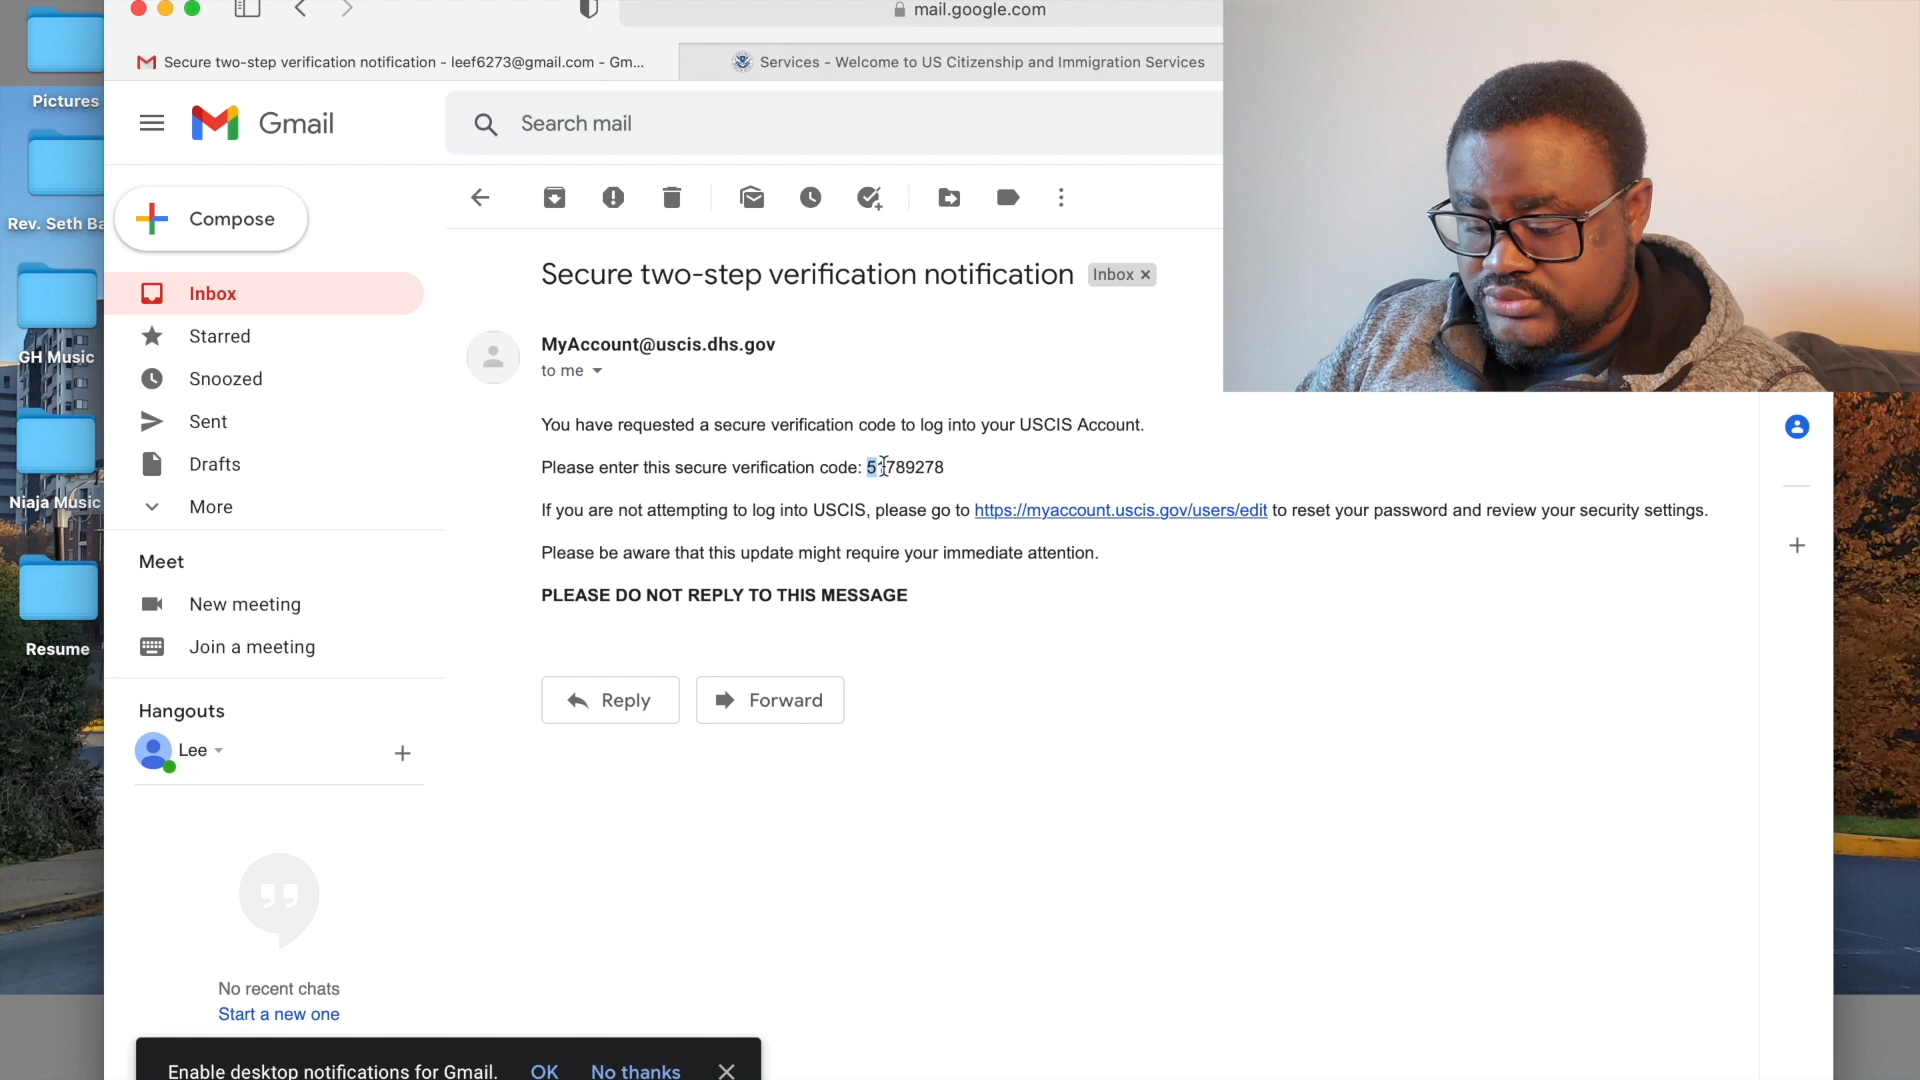 mail.google.com
Secure two-step verification notification - leef6273@gmail.com - Gm...
Services - Welcome to US Citizenship and Immigration Services
Pictures
Gmail
Search mail
Compose
Rev. Seth Ba
Secure two-step verification notification
Inbox
Inbox
MyAccount@uscis.dhs.gov
to me
Starred
GH Music
Snoozed
Sent
You have requested a secure verification code to log into your USCIS Account.
Drafts
Please enter this secure verification code:
Niaja Music
More
If you are not attempting to log into USCIS, please go to https://myaccount.uscis.gov/users/edit to reset your password and review your security settings.
Please be aware that this update might require your immediate attention.
Meet
PLEASE DO NOT REPLY TO THIS MESSAGE
New meeting
Join a meeting
Resume
Reply
Forward
Hangouts
Lee
No recent chats
Start a new one
Enable desktop notifications for Gmail. OK No thanks